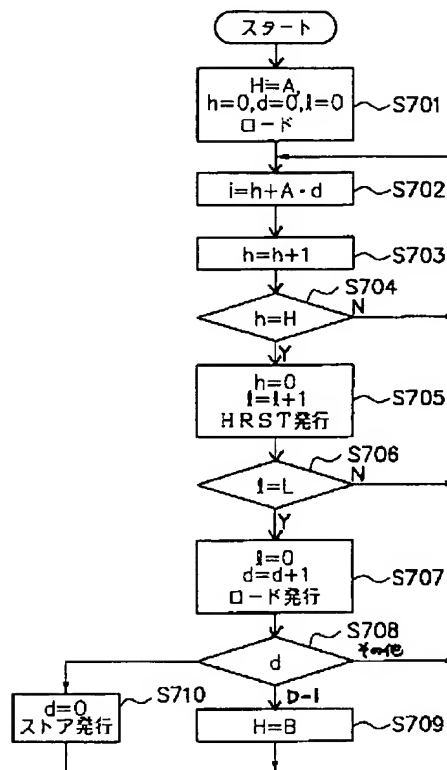 スタート
H=A,
h=0,d=0,l=0
ロード
S701
i=h+A・d
S702
h=h+1
S703
S704
h=H
N
Y
h=0
l=l+1
HRST発行
S705
S706
l=L
N
Y
l=0
d=d+1
ロード発行
S707
S708
d
その他
D-1
d=0
ストア発行
S710
H=B
S709